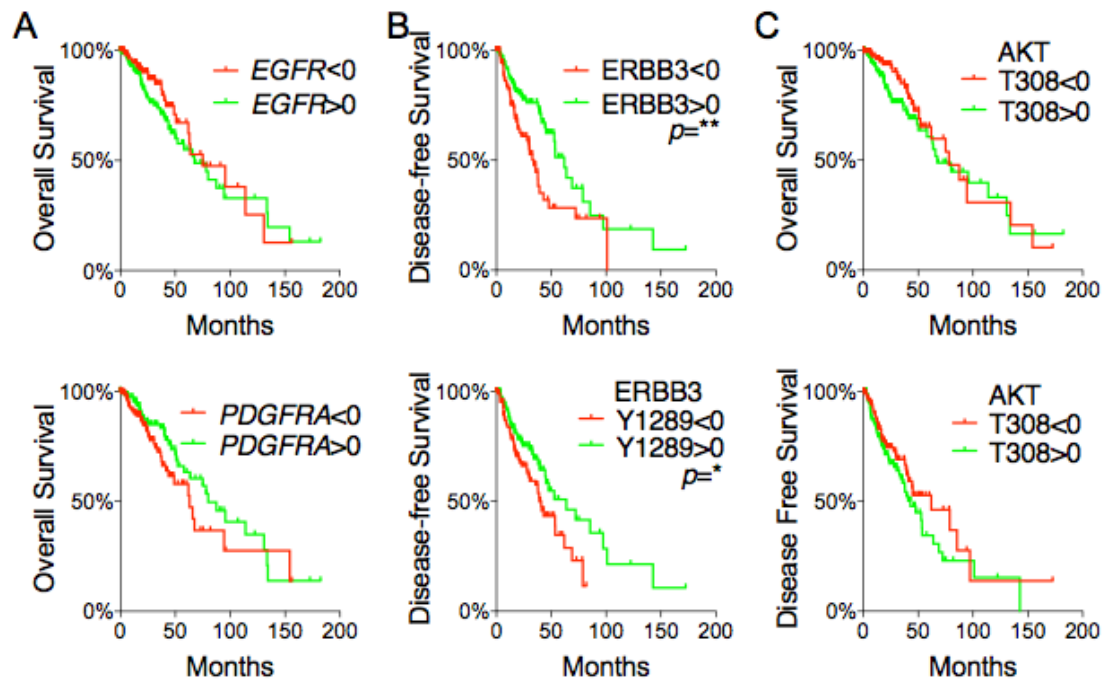 A
Overall Survival
100%
50%
0%
EGFR<0
EGFR>0
0 50 100 150 200
Months
B
Disease-free Survival
100%
50%
0%
ERBB3<0
ERBB3>0
p=**
0 50 100 150 200
Months
C
Overall Survival
100%
50%
0%
AKT
T308<0
T308>0
0 50 100 150 200
Months
Overall Survival
100%
50%
0%
PDGFRA<0
PDGFRA>0
0 50 100 150 200
Months
Disease-free Survival
100%
50%
0%
ERBB3
Y1289<0
Y1289>0
p=*
0 50 100 150 200
Months
Disease Free Survival
100%
50%
0%
AKT
T308<0
T308>0
0 50 100 150 200
Months